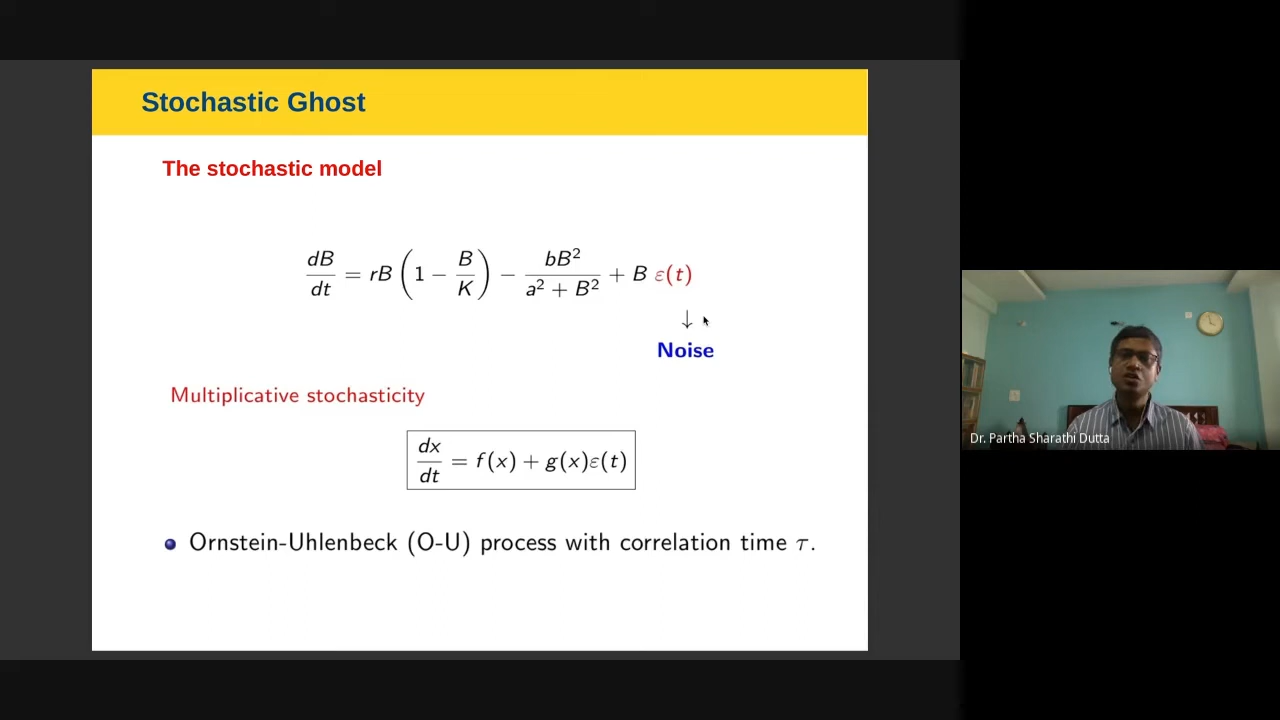 Stochastic Ghost
The stochastic model
dB/dt = rB (1 − B/K) − bB²/(a² + B²) + B ε(t)
↓
Noise
Multiplicative stochasticity
dx/dt = f(x) + g(x)ε(t)
Ornstein-Uhlenbeck (O-U) process with correlation time τ.
Dr. Partha Sharathi Dutta